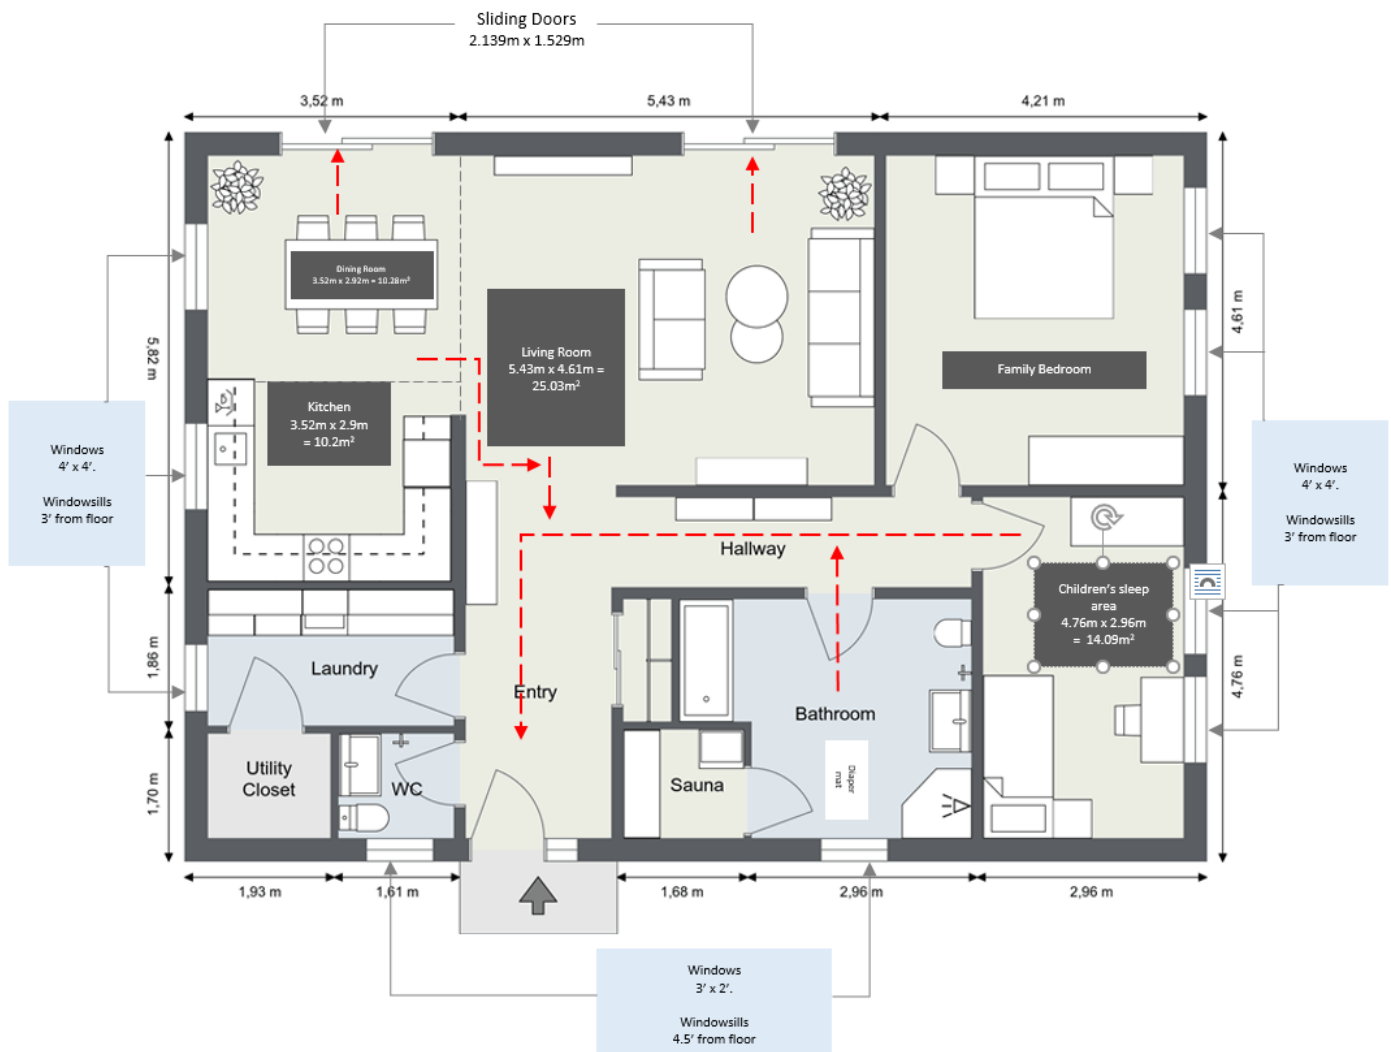 Sliding Doors
2.139m x 1.529m
3,52 m
5,43 m
4,21 m
Dining Room
3.52m x 2.92m = 10.28m²
Living Room
5.43m x 4.61m =
25.03m²
Family Bedroom
4,61 m
5,82 m
Kitchen
3.52m x 2.9m
= 10.2m²
Windows
4’ x 4’.
Windowsills
3’ from floor
Windows
4’ x 4’.
Windowsills
3’ from floor
Hallway
Children’s sleep
area
4.76m x 2.96m
= 14.09m²
1,86 m
Laundry
Entry
Bathroom
4,76 m
1,70 m
Utility
Closet
WC
Sauna
Diaper
mat
1,93 m
1,61 m
1,68 m
2,96 m
2,96 m
Windows
3’ x 2’.
Windowsills
4.5’ from floor